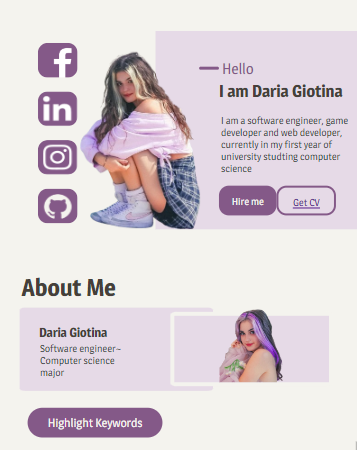 Hello
I am Daria Giotina
I am a software engineer, game
developer and web developer,
currently in my first year of
university studting computer
science
Hire me
Get CV
About Me
Daria Giotina
Software engineer~
Computer science
major
Highlight Keywords